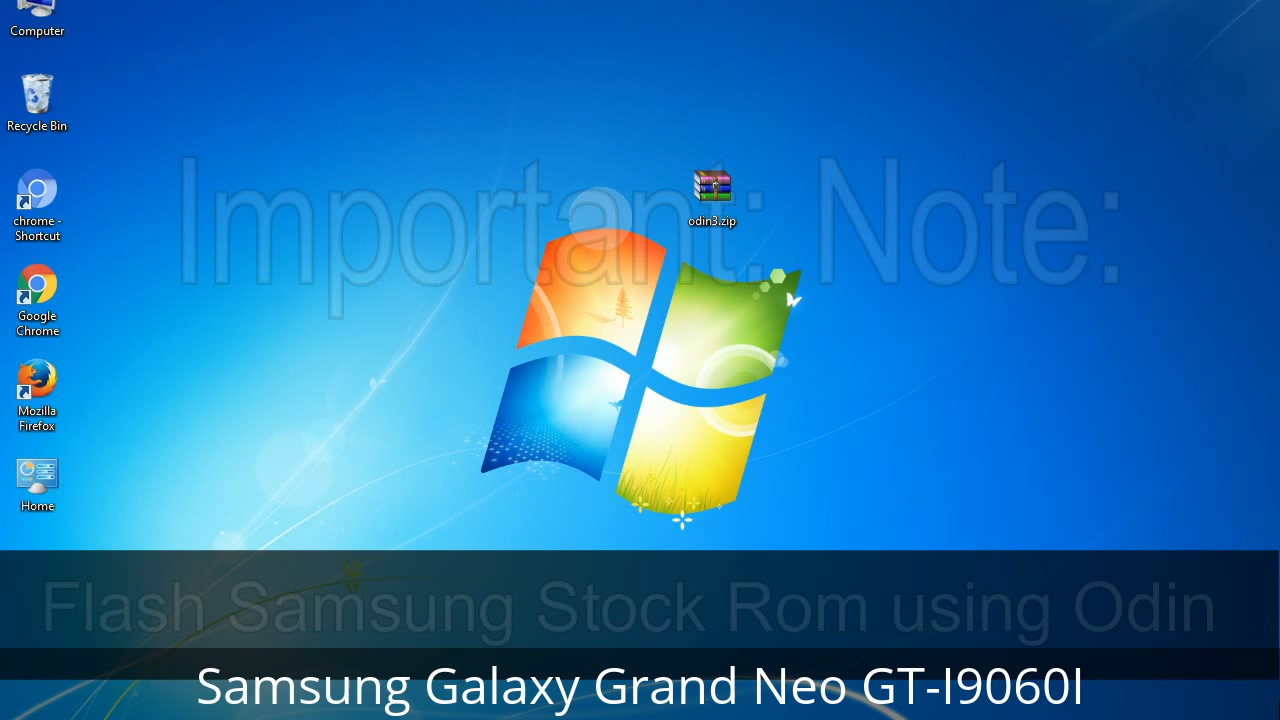 Computer
Recycle Bin
chrome -
Shortcut
Google
Chrome
Mozilla
Firefox
Home
odin3.zip
Important: Note:
Flash Samsung Stock Rom using Odin
Samsung Galaxy Grand Neo GT-I9060I